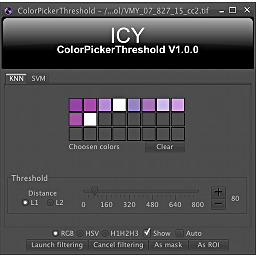 ColorPickerThreshold - /...ol/VMY_07_827_15_cc2.tif
ICY
ColorPickerThreshold V1.0.0
KNN SVM
Choosen colors Clear
Threshold
Distance
L1 L2
0 160 320 480 640 800
80
RGB HSV H1H2H3 Show Auto
Launch filtering Cancel filtering As mask As ROI